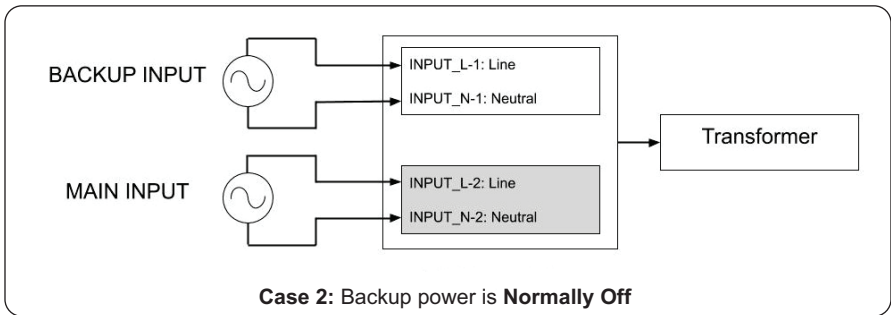 BACKUP INPUT
INPUT_L-1: Line
INPUT_N-1: Neutral
Transformer
MAIN INPUT
INPUT_L-2: Line
INPUT_N-2: Neutral
Case 2: Backup power is Normally Off